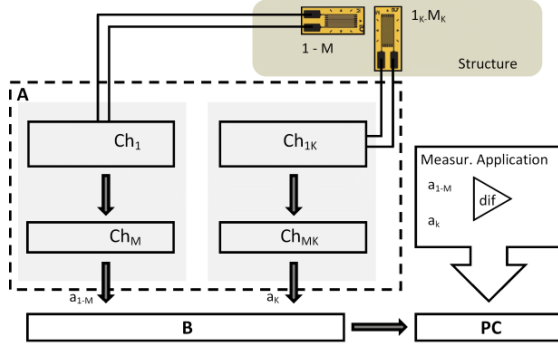 1 - M
1K-MK
Structure
A
Ch1
Ch1K
ChM
ChMK
a1-M
aK
B
Measur. Application
a1-M
dif
ak
PC